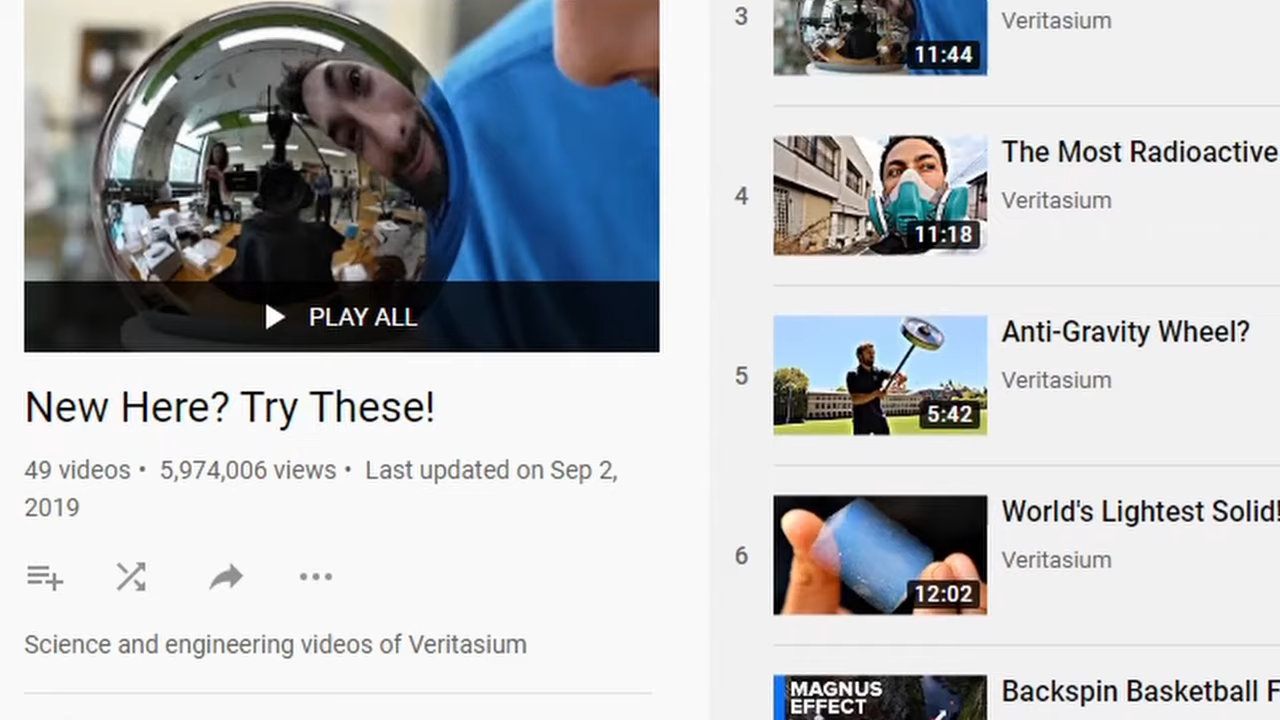 PLAY ALL
New Here? Try These!
49 videos • 5,974,006 views • Last updated on Sep 2,
2019
Science and engineering videos of Veritasium
3
11:44
Veritasium
4
11:18
The Most Radioactive
Veritasium
5
5:42
Anti-Gravity Wheel?
Veritasium
6
12:02
World's Lightest Solid!
Veritasium
MAGNUS
EFFECT
Backspin Basketball F